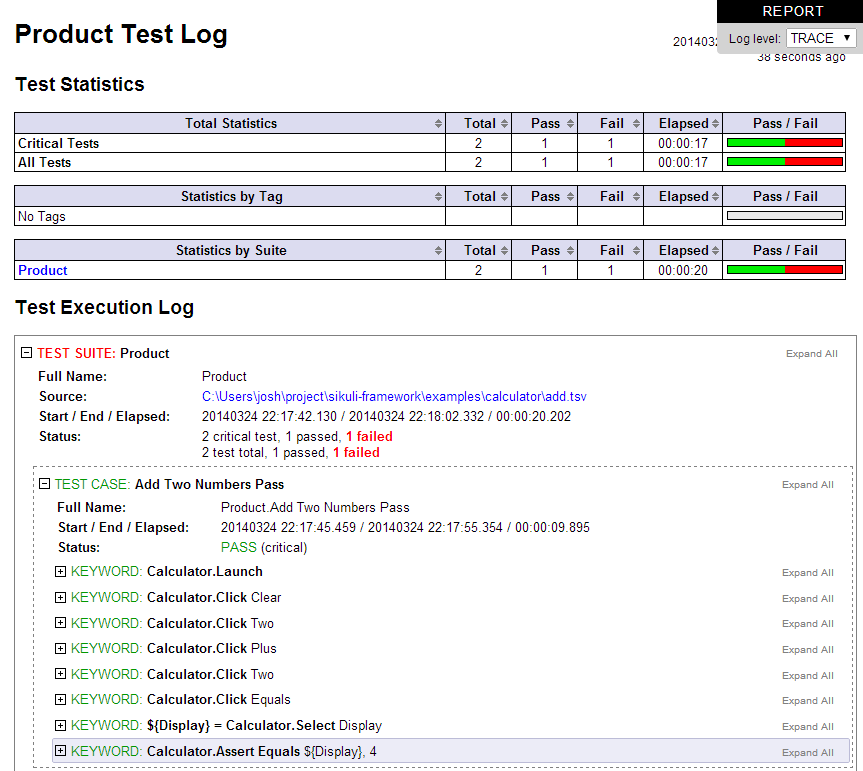 REPORT
Product Test Log
Log level: TRACE
38 seconds ago
Test Statistics
Total Statistics Total Pass Fail Elapsed Pass / Fail
Critical Tests 2 1 1 00:00:17
All Tests 2 1 1 00:00:17
Statistics by Tag Total Pass Fail Elapsed Pass / Fail
No Tags
Statistics by Suite Total Pass Fail Elapsed Pass / Fail
Product 2 1 1 00:00:20
Test Execution Log
TEST SUITE: Product Expand All
Full Name: Product
Source: C:\Users\josh\project\sikuli-framework\examples\calculator\add.tsv
Start / End / Elapsed: 20140324 22:17:42.130 / 20140324 22:18:02.332 / 00:00:20.202
Status: 2 critical test, 1 passed, 1 failed
2 test total, 1 passed, 1 failed
TEST CASE: Add Two Numbers Pass Expand All
Full Name: Product.Add Two Numbers Pass
Start / End / Elapsed: 20140324 22:17:45.459 / 20140324 22:17:55.354 / 00:00:09.895
Status: PASS (critical)
KEYWORD: Calculator.Launch Expand All
KEYWORD: Calculator.Click Clear Expand All
KEYWORD: Calculator.Click Two Expand All
KEYWORD: Calculator.Click Plus Expand All
KEYWORD: Calculator.Click Two Expand All
KEYWORD: Calculator.Click Equals Expand All
KEYWORD: ${Display} = Calculator.Select Display Expand All
KEYWORD: Calculator.Assert Equals ${Display}, 4 Expand All